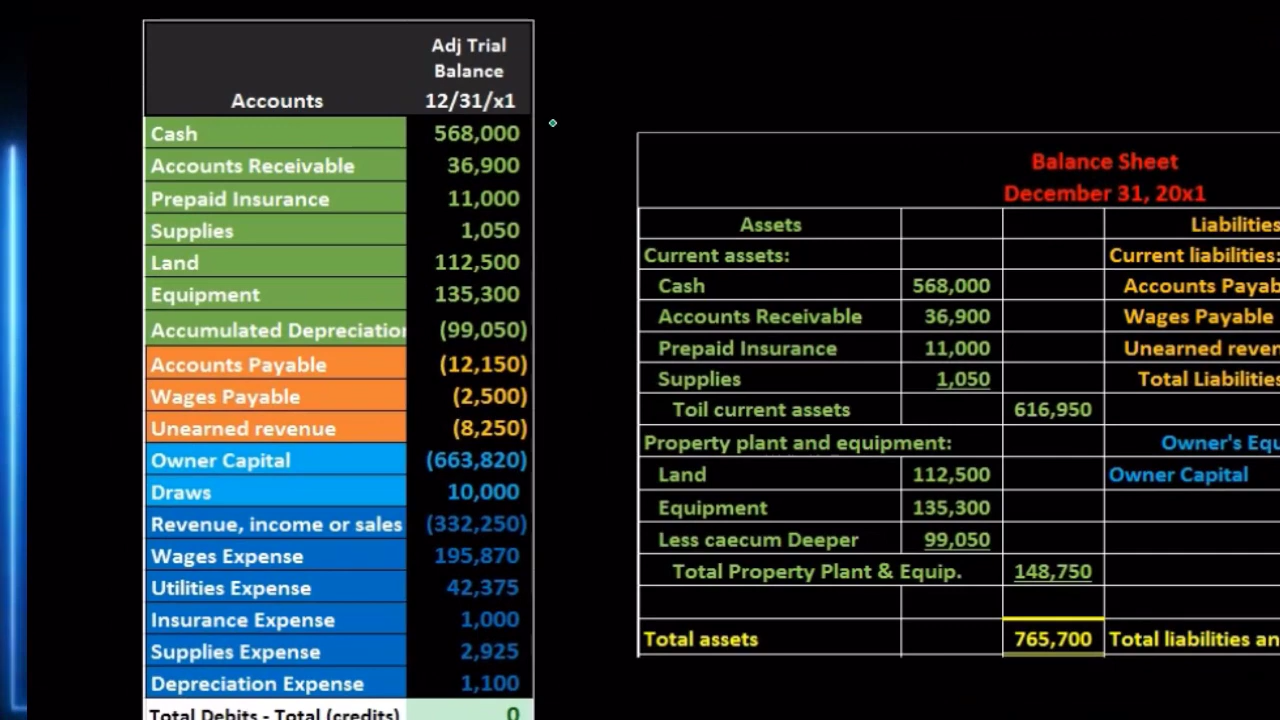 Adj Trial
Balance
Accounts 12/31/x1
Cash 568,000
Accounts Receivable 36,900
Prepaid Insurance 11,000
Supplies 1,050
Land 112,500
Equipment 135,300
Accumulated Depreciation (99,050)
Accounts Payable (12,150)
Wages Payable (2,500)
Unearned revenue (8,250)
Owner Capital (663,820)
Draws 10,000
Revenue, income or sales (332,250)
Wages Expense 195,870
Utilities Expense 42,375
Insurance Expense 1,000
Supplies Expense 2,925
Depreciation Expense 1,100
Total Debits - Total (credits) 0
Balance Sheet
December 31, 20x1
Assets Liabilities
Current assets: Current liabilities:
Cash 568,000 Accounts Payab
Accounts Receivable 36,900 Wages Payable
Prepaid Insurance 11,000 Unearned reven
Supplies 1,050 Total Liabilities
Toil current assets 616,950
Property plant and equipment: Owner's Equ
Land 112,500 Owner Capital
Equipment 135,300
Less caecum Deeper 99,050
Total Property Plant & Equip. 148,750
Total assets 765,700 Total liabilities an